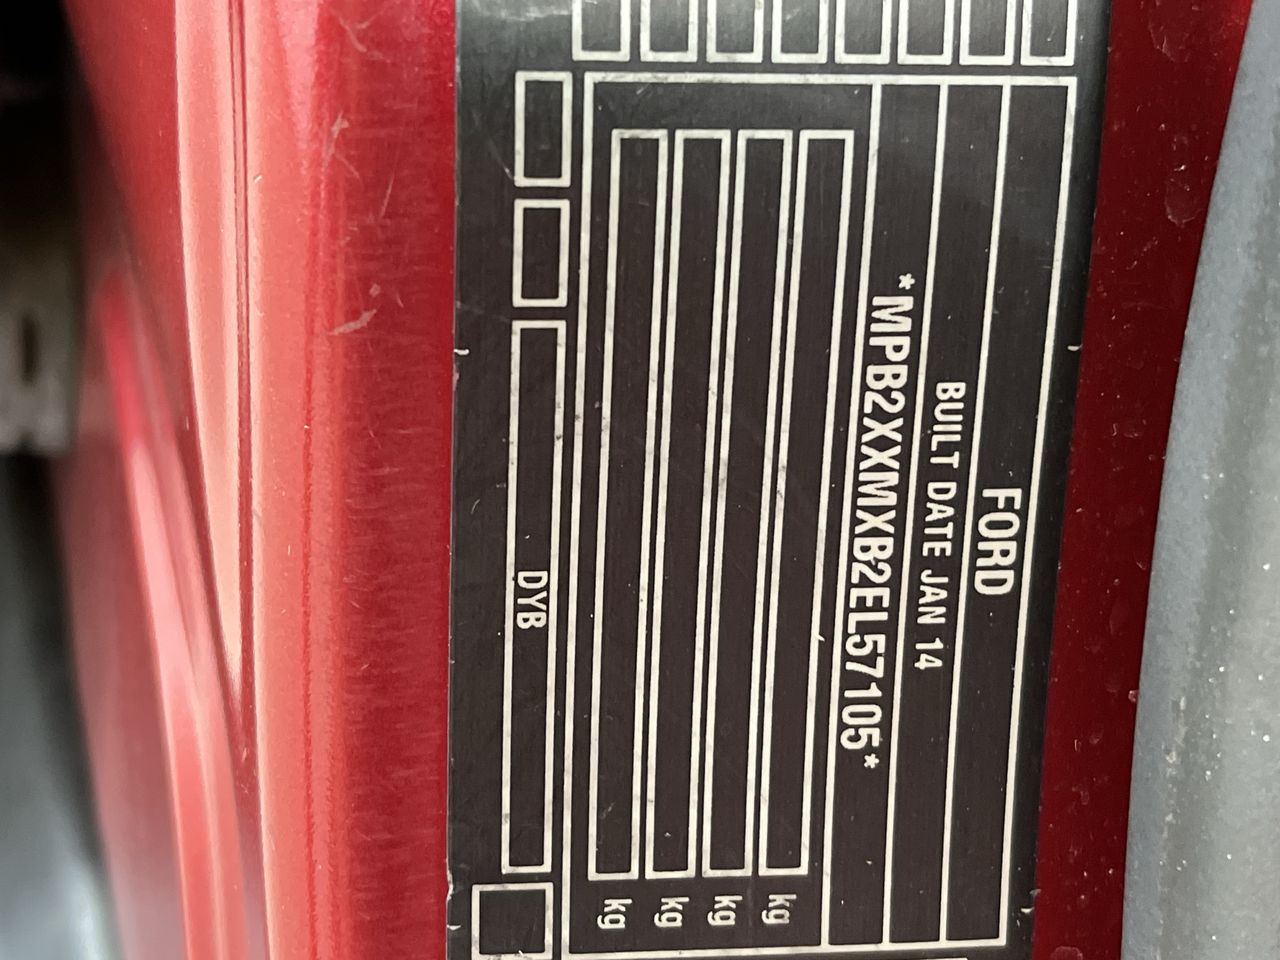 FORD
BUILT DATE JAN 14
*MPB2XXMXB2EL57105*
kg
kg
kg
kg
DYB